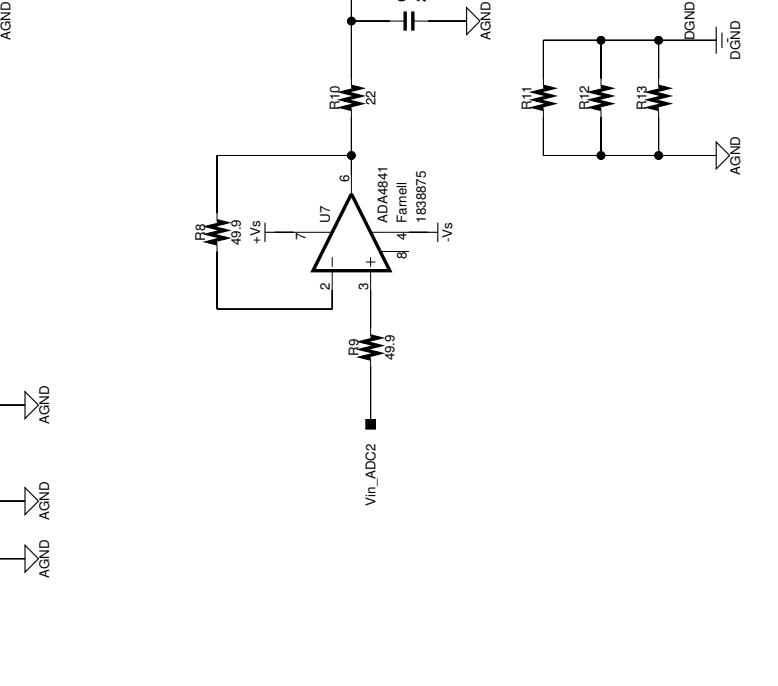 AGND
AGND
DGND
DGND
R10
22
R11
R12
R13
AGND
6
ADA4841
Farnell
1838875
U7
R8
49.9
+Vs
7
4
-Vs
8
2
3
R9
49.9
Vin_ADC2
AGND
AGND
AGND